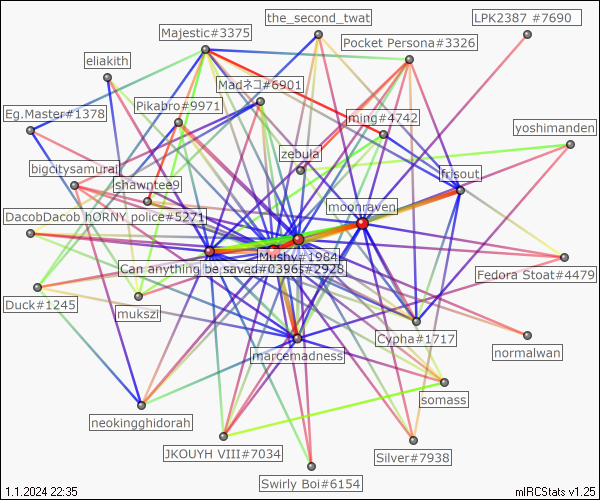 the_second_twat
LPK2387 #7690
Majestic#3375
Pocket Persona#3326
eliakith
Madネコ#6901
Pikabro#9971
Eg.Master#1378
ming#4742
yoshimanden
zebula
bigcitysamurai
frisout
shawntee9
moonraven
DacobDacob hORNY police#5271
Mushy#1984
Can anything be saved#0396
#2928
Fedora Stoat#4479
Duck#1245
mukszi
Cypha#1717
normalwan
marcemadness
somass
neokingghidorah
JKOUYH VIII#7034
Silver#7938
Swirly Boi#6154
1.1.2024 22:35
mIRCStats v1.25